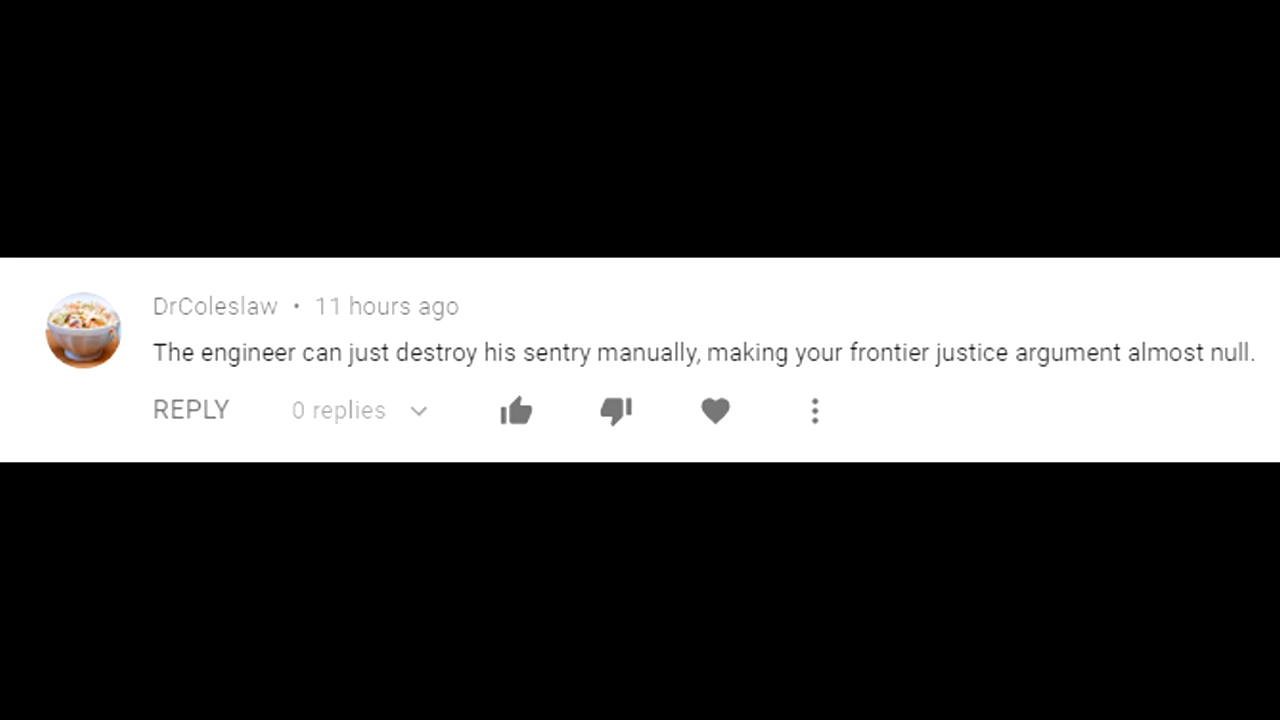 DrColeslaw • 11 hours ago
The engineer can just destroy his sentry manually, making your frontier justice argument almost null.
REPLY 0 replies